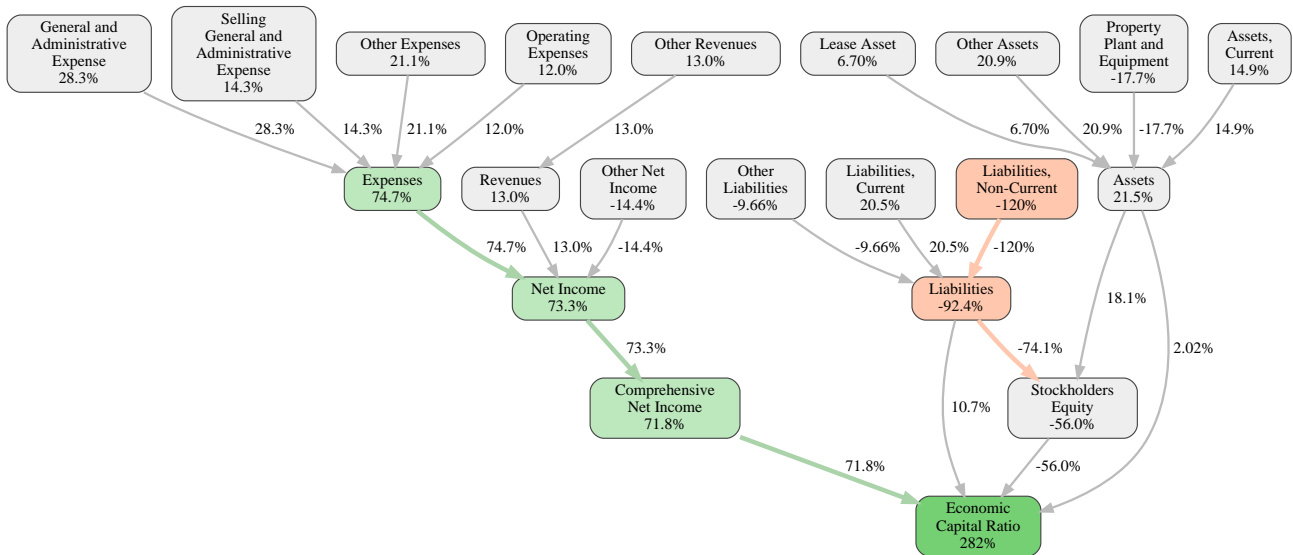 General and
Administrative
Expense
28.3%
Selling
General and
Administrative
Expense
14.3%
Other Expenses
21.1%
Operating
Expenses
12.0%
Other Revenues
13.0%
Lease Asset
6.70%
Other Assets
20.9%
Property
Plant and
Equipment
-17.7%
Assets,
Current
14.9%
28.3%
14.3%
21.1%
12.0%
13.0%
6.70%
20.9%
-17.7%
14.9%
Expenses
74.7%
Revenues
13.0%
Other Net
Income
-14.4%
Other
Liabilities
-9.66%
Liabilities,
Current
20.5%
Liabilities,
Non-Current
-120%
Assets
21.5%
74.7%
13.0%
-14.4%
-9.66%
20.5%
-120%
Net Income
73.3%
Liabilities
-92.4%
18.1%
73.3%
-74.1%
2.02%
Comprehensive
Net Income
71.8%
10.7%
Stockholders
Equity
-56.0%
71.8%
-56.0%
Economic
Capital Ratio
282%